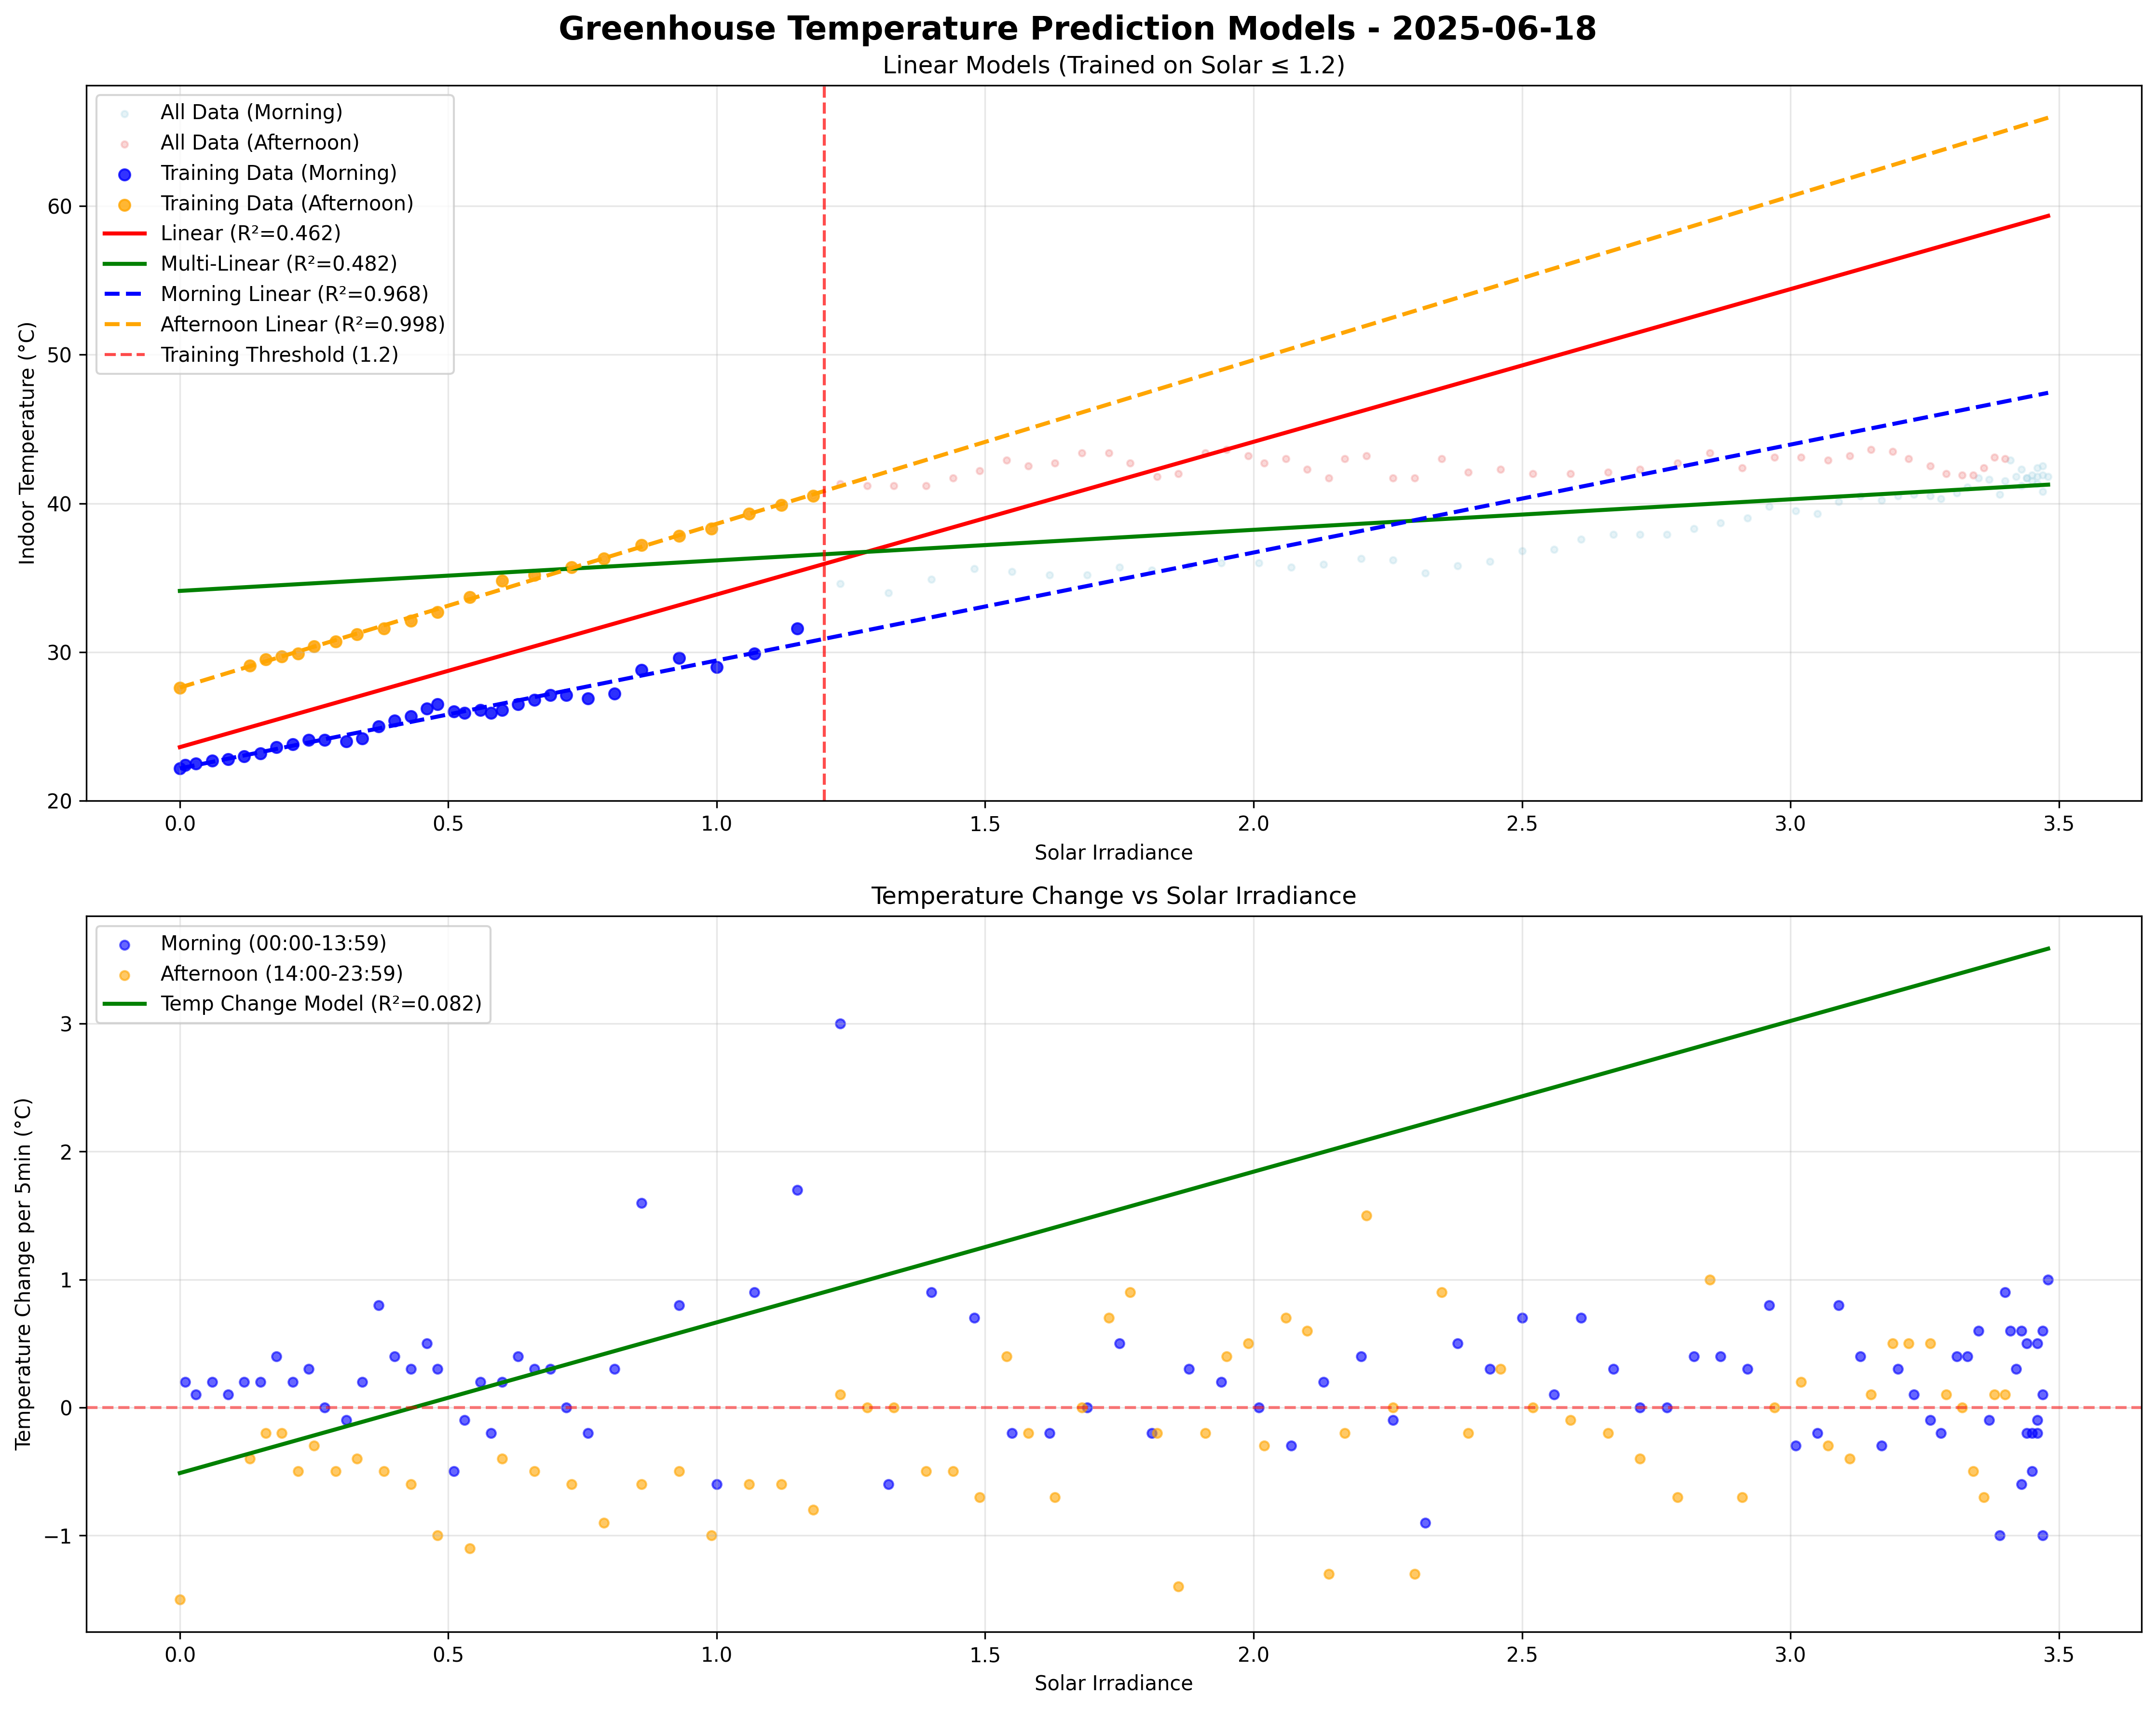 Greenhouse Temperature Prediction Models - 2025-06-18
Linear Models (Trained on Solar ≤ 1.2)
All Data (Morning)
All Data (Afternoon)
Training Data (Morning)
Training Data (Afternoon)
Linear (R²=0.462)
Multi-Linear (R²=0.482)
Morning Linear (R²=0.968)
Afternoon Linear (R²=0.998)
Training Threshold (1.2)
Indoor Temperature (°C)
60
50
40
30
20
0.0 0.5 1.0 1.5 2.0 2.5 3.0 3.5
Solar Irradiance
Temperature Change vs Solar Irradiance
Morning (00:00-13:59)
Afternoon (14:00-23:59)
Temp Change Model (R²=0.082)
Temperature Change per 5min (°C)
3
2
1
0
−1
0.0 0.5 1.0 1.5 2.0 2.5 3.0 3.5
Solar Irradiance